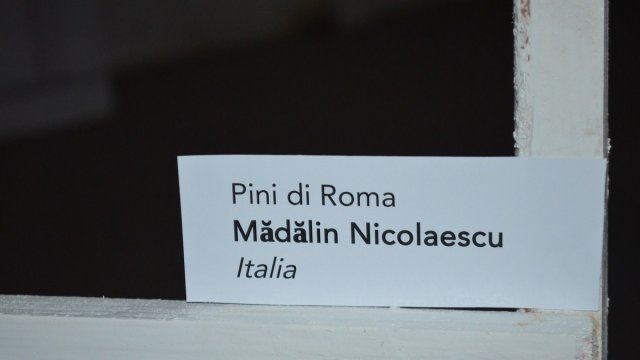 Pini di Roma
Mădălin Nicolaescu
Italia